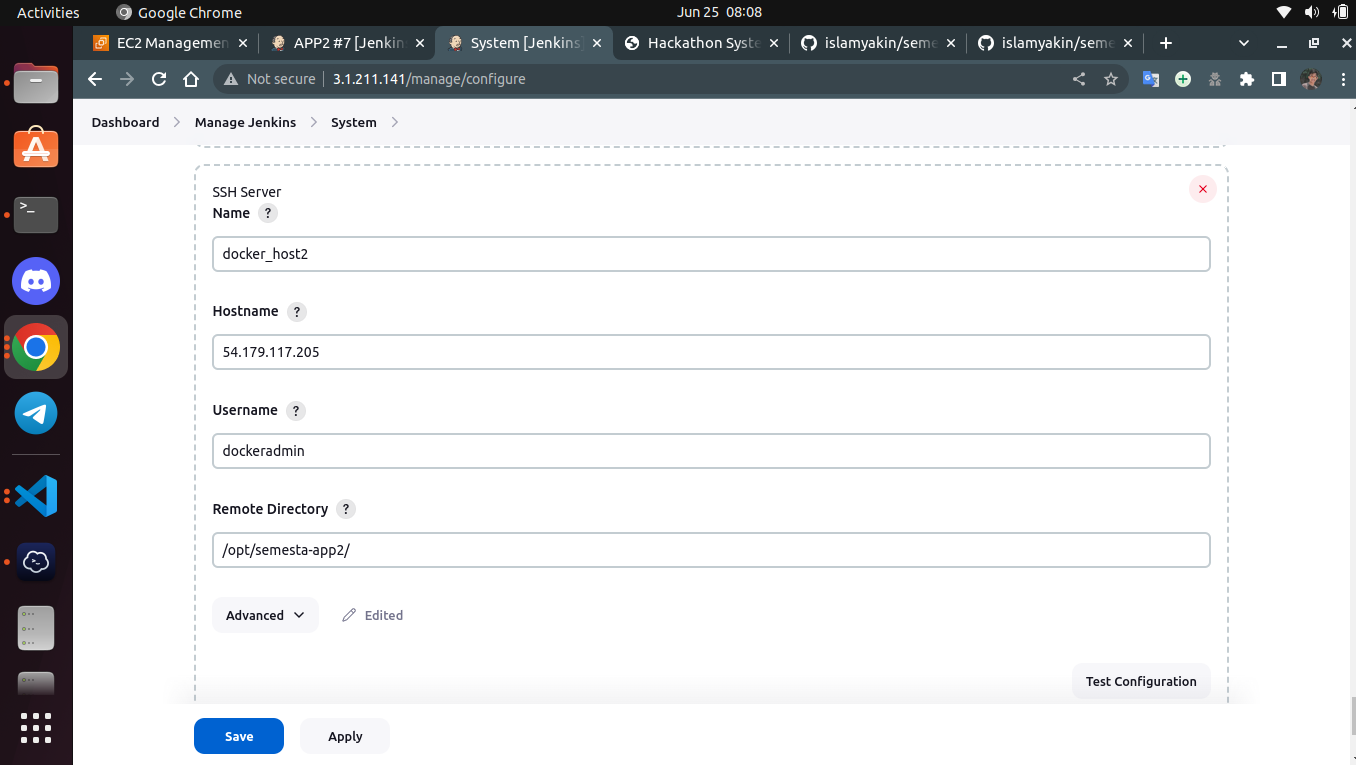 Activities Google Chrome Jun 25 08:08
EC2 Managemen APP2 #7 [Jenkin System [Jenkins] Hackathon Syste islamyakin/seme islamyakin/seme
Not secure 3.1.211.141/manage/configure
Dashboard Manage Jenkins System
SSH Server
Name ?
docker_host2
Hostname ?
54.179.117.205
Username ?
dockeradmin
Remote Directory ?
/opt/semesta-app2/
Advanced Edited
Test Configuration
Save Apply